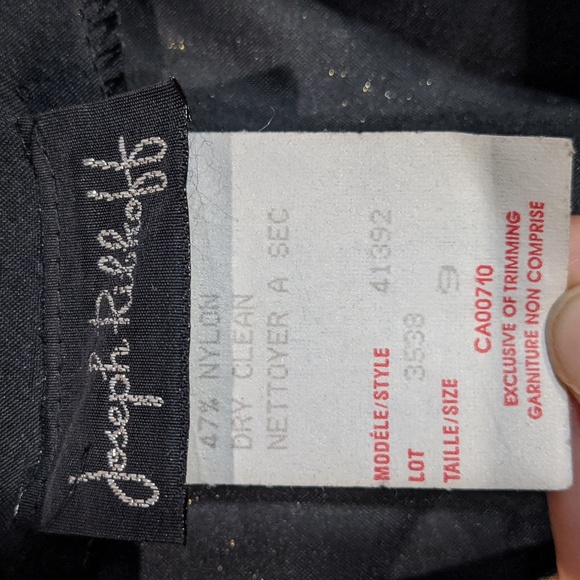 Joseph Ribkoff
47% NYLON
DRY CLEAN
NETTOYER A SEC
MODÉLE/STYLE 41392
LOT 3538
TAILLE/SIZE 9
CA00710
EXCLUSIVE OF TRIMMING
GARNITURE NON COMPRISE